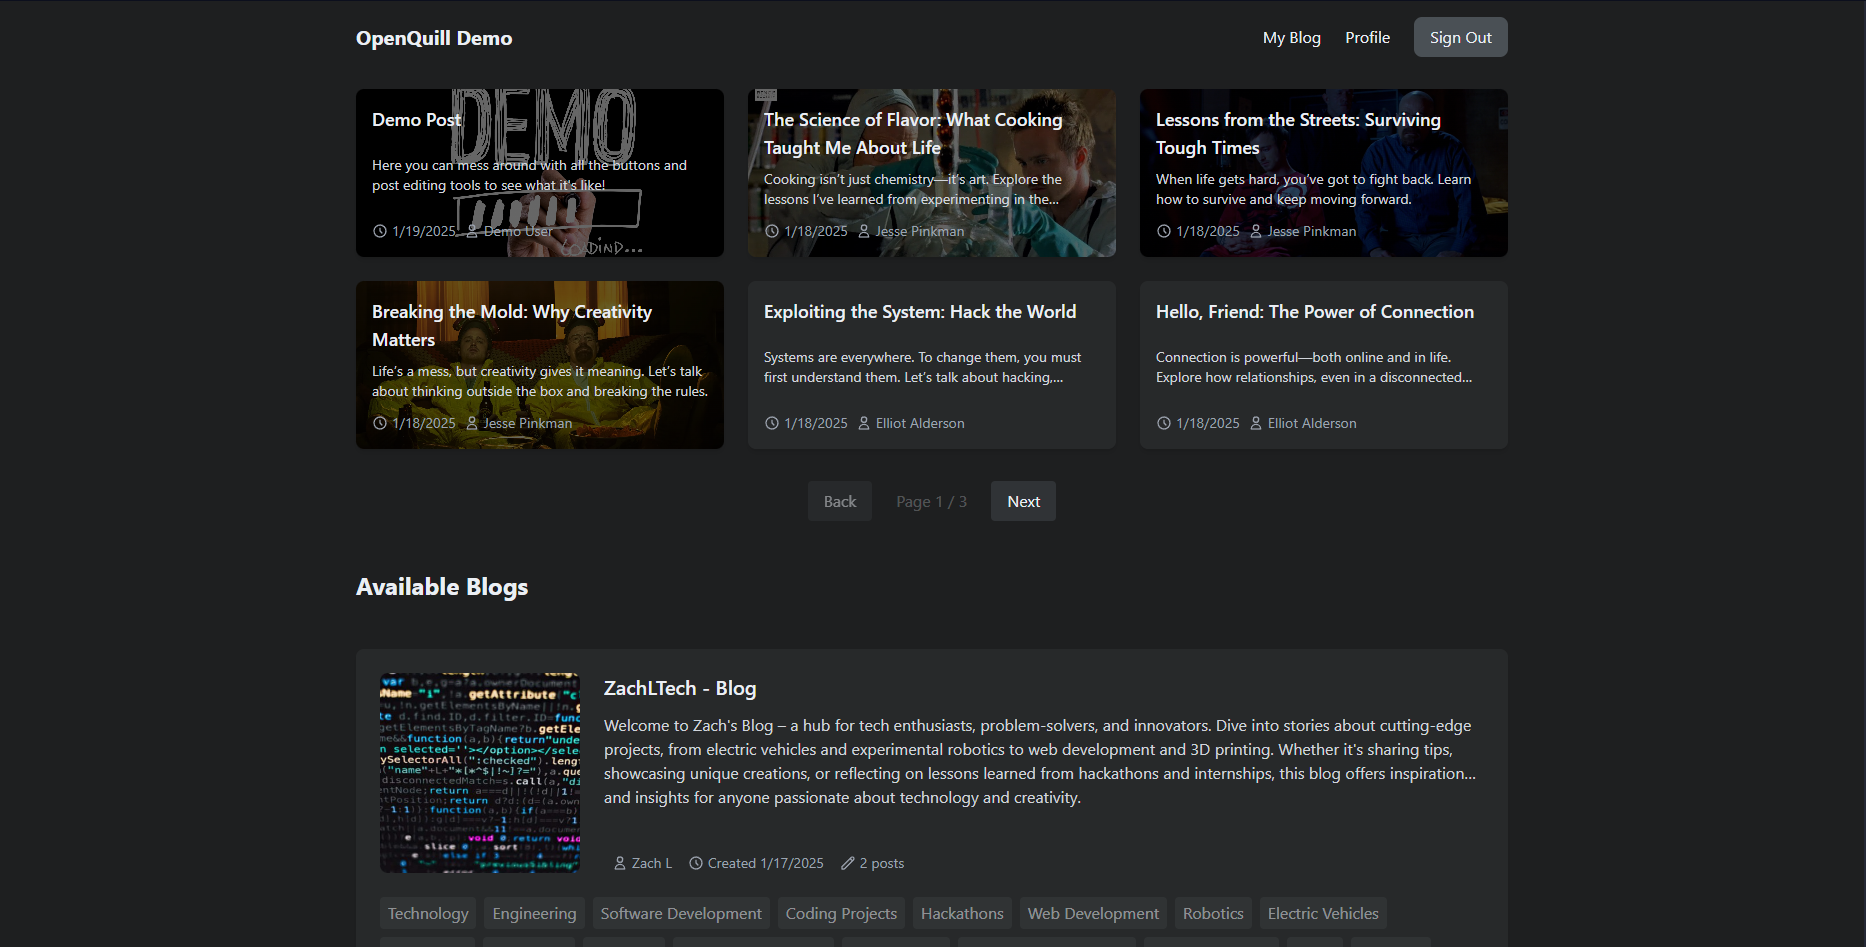 OpenQuill Demo
My Blog
Profile
Sign Out
DEMO
Demo Post
Here you can mess around with all the buttons and
post editing tools to see what it's like!
1/19/2025
Demo User
LOADIND...
The Science of Flavor: What Cooking
Taught Me About Life
Cooking isn’t just chemistry—it’s art. Explore the
lessons I’ve learned from experimenting in the...
1/18/2025
Jesse Pinkman
Lessons from the Streets: Surviving
Tough Times
When life gets hard, you’ve got to fight back. Learn
how to survive and keep moving forward.
1/18/2025
Jesse Pinkman
Breaking the Mold: Why Creativity
Matters
Life’s a mess, but creativity gives it meaning. Let’s talk
about thinking outside the box and breaking the rules.
1/18/2025
Jesse Pinkman
Exploiting the System: Hack the World
Systems are everywhere. To change them, you must
first understand them. Let’s talk about hacking,...
1/18/2025
Elliot Alderson
Hello, Friend: The Power of Connection
Connection is powerful—both online and in life.
Explore how relationships, even in a disconnected...
1/18/2025
Elliot Alderson
Back
Page 1 / 3
Next
Available Blogs
ZachLTech - Blog
Welcome to Zach's Blog – a hub for tech enthusiasts, problem-solvers, and innovators. Dive into stories about cutting-edge
projects, from electric vehicles and experimental robotics to web development and 3D printing. Whether it's sharing tips,
showcasing unique creations, or reflecting on lessons learned from hackathons and internships, this blog offers inspiration...
and insights for anyone passionate about technology and creativity.
Zach L
Created 1/17/2025
2 posts
Technology
Engineering
Software Development
Coding Projects
Hackathons
Web Development
Robotics
Electric Vehicles